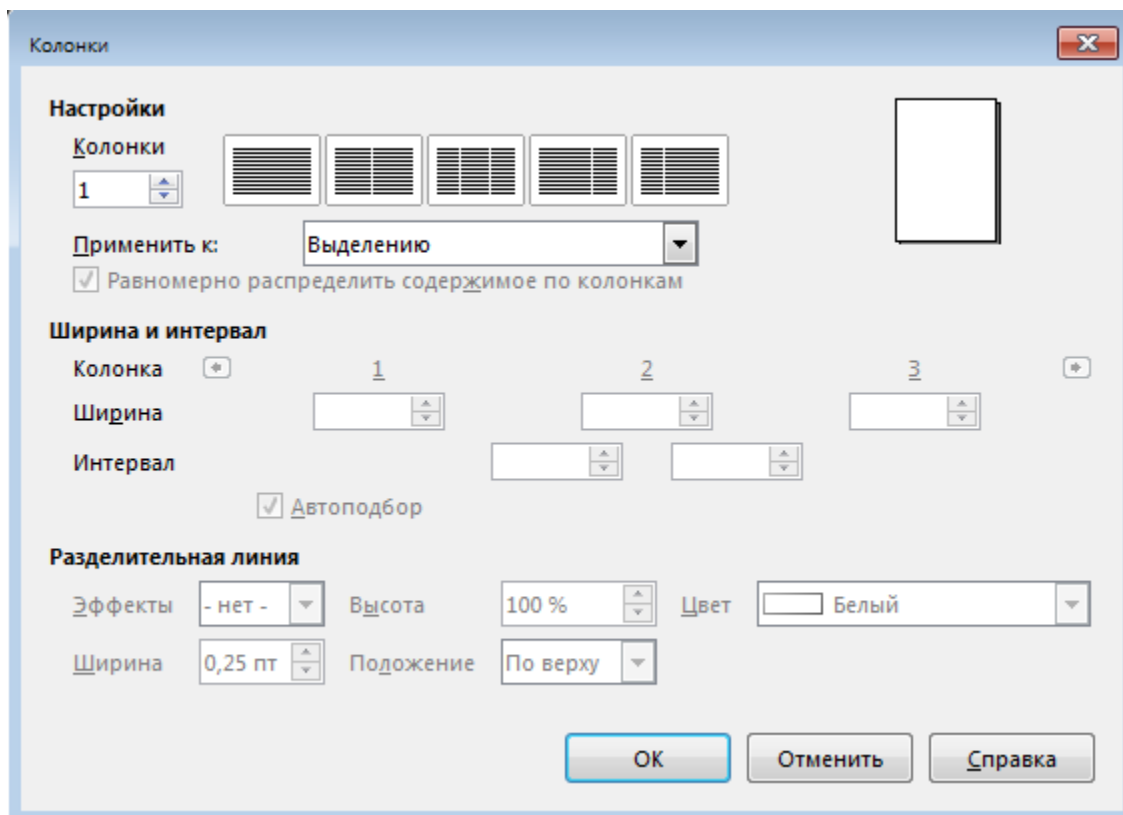 Колонки
Настройки
Колонки
1
Применить к: Выделению
Равномерно распределить содержимое по колонкам
Ширина и интервал
Колонка 1 2 3
Ширина
Интервал
Автоподбор
Разделительная линия
Эффекты - нет - Высота 100 % Цвет Белый
Ширина 0,25 пт Положение По верху
ОК Отменить Справка